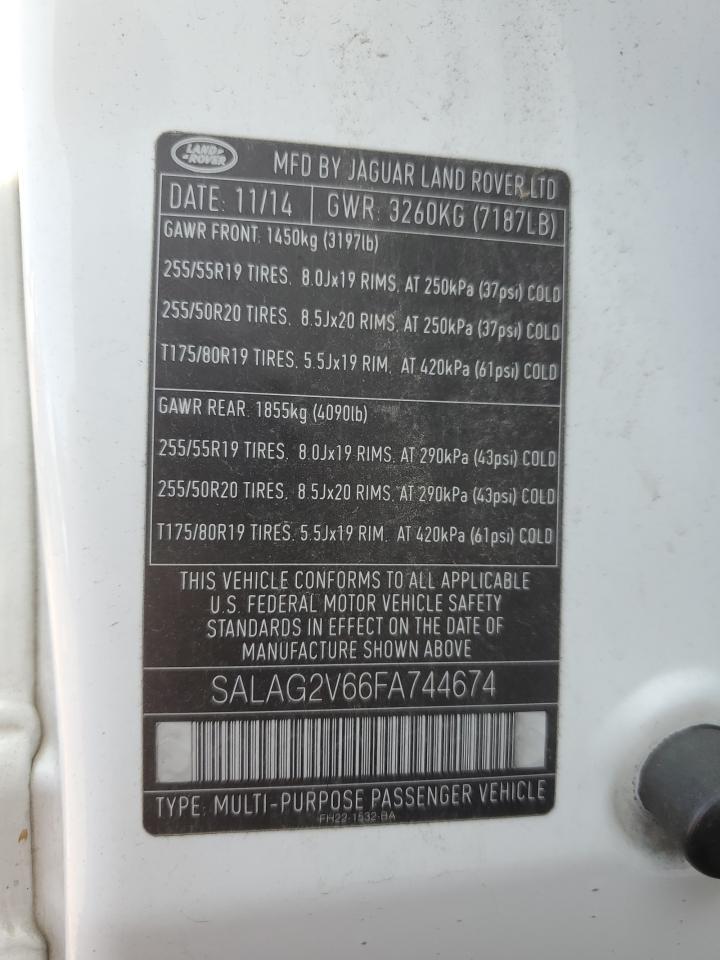 LAND ROVER
MFD BY JAGUAR LAND ROVER LTD
DATE: 11/14 GWR: 3260KG (7187LB)
GAWR FRONT: 1450kg (3197lb)
255/55R19 TIRES. 8.0Jx19 RIMS. AT 250kPa (37psi) COLD
255/50R20 TIRES. 8.5Jx20 RIMS. AT 250kPa (37psi) COLD
T175/80R19 TIRES. 5.5Jx19 RIM. AT 420kPa (61psi) COLD
GAWR REAR: 1855kg (4090lb)
255/55R19 TIRES. 8.0Jx19 RIMS. AT 290kPa (43psi) COLD
255/50R20 TIRES. 8.5Jx20 RIMS. AT 290kPa (43psi) COLD
T175/80R19 TIRES. 5.5Jx19 RIM. AT 420kPa (61psi) COLD
THIS VEHICLE CONFORMS TO ALL APPLICABLE
U.S. FEDERAL MOTOR VEHICLE SAFETY
STANDARDS IN EFFECT ON THE DATE OF
MANUFACTURE SHOWN ABOVE
SALAG2V66FA744674
TYPE: MULTI-PURPOSE PASSENGER VEHICLE
FH22-1532-BA